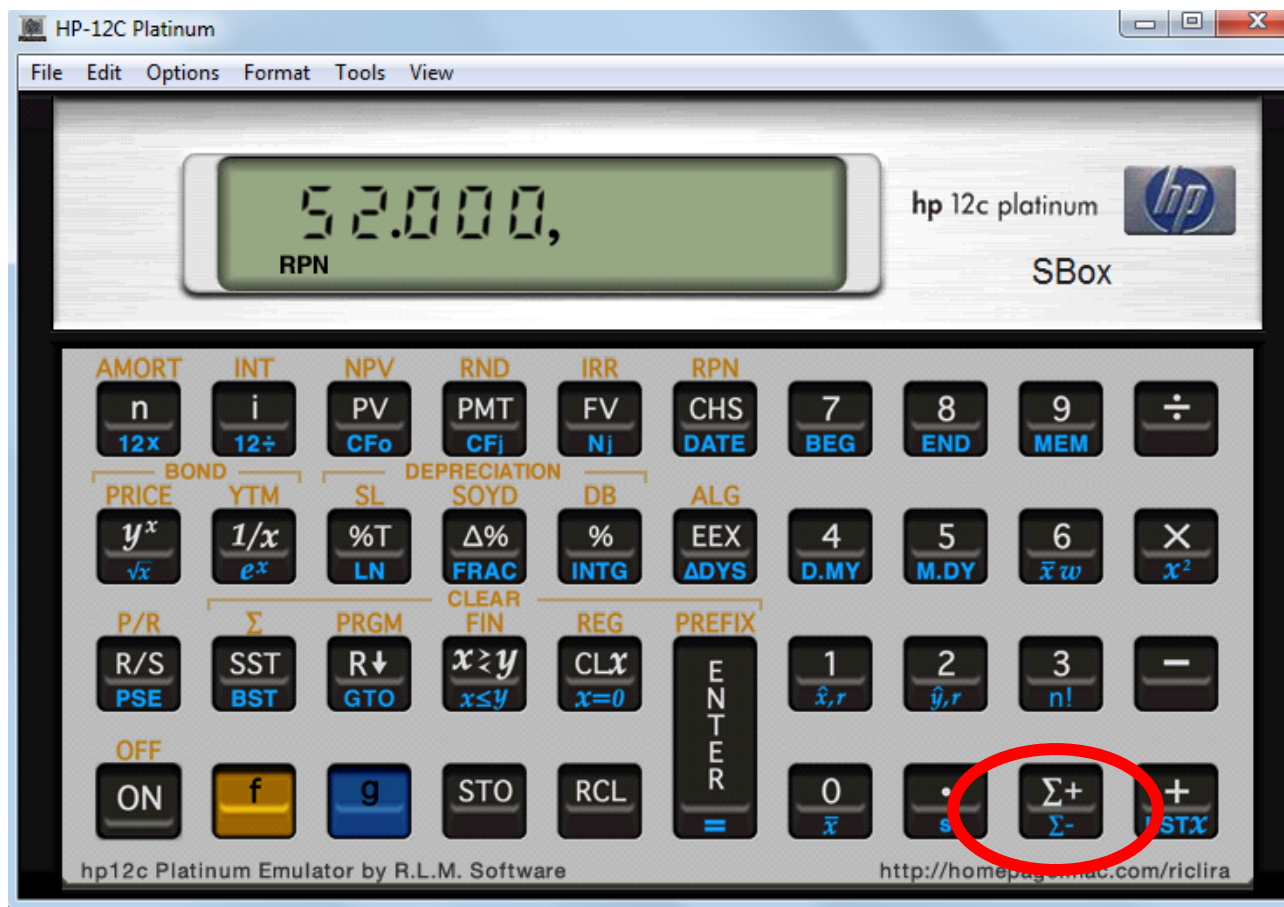 HP-12C Platinum
File Edit Options Format Tools View
52.000,
RPN
hp 12c platinum
hp
SBox
AMORT INT NPV RND IRR RPN
n i PV PMT FV CHS 7 8 9 ÷
12x 12÷ CFo CFj Nj DATE BEG END MEM
BOND DEPRECIATION
PRICE YTM SL SOYD DB ALG
yˣ 1/x %T Δ% % EEX 4 5 6 ×
√x eˣ LN FRAC INTG ΔDYS D.MY M.DY x̄w x²
CLEAR
P/R Σ PRGM FIN REG PREFIX
R/S SST R↓ x≷y CLx ENTER 1 2 3 −
PSE BST GTO x≤y x=0 x̂,r ŷ,r n!
OFF
ON f g STO RCL 0 • Σ+ +
= x̄ s Σ- LSTx
hp12c Platinum Emulator by R.L.M. Software